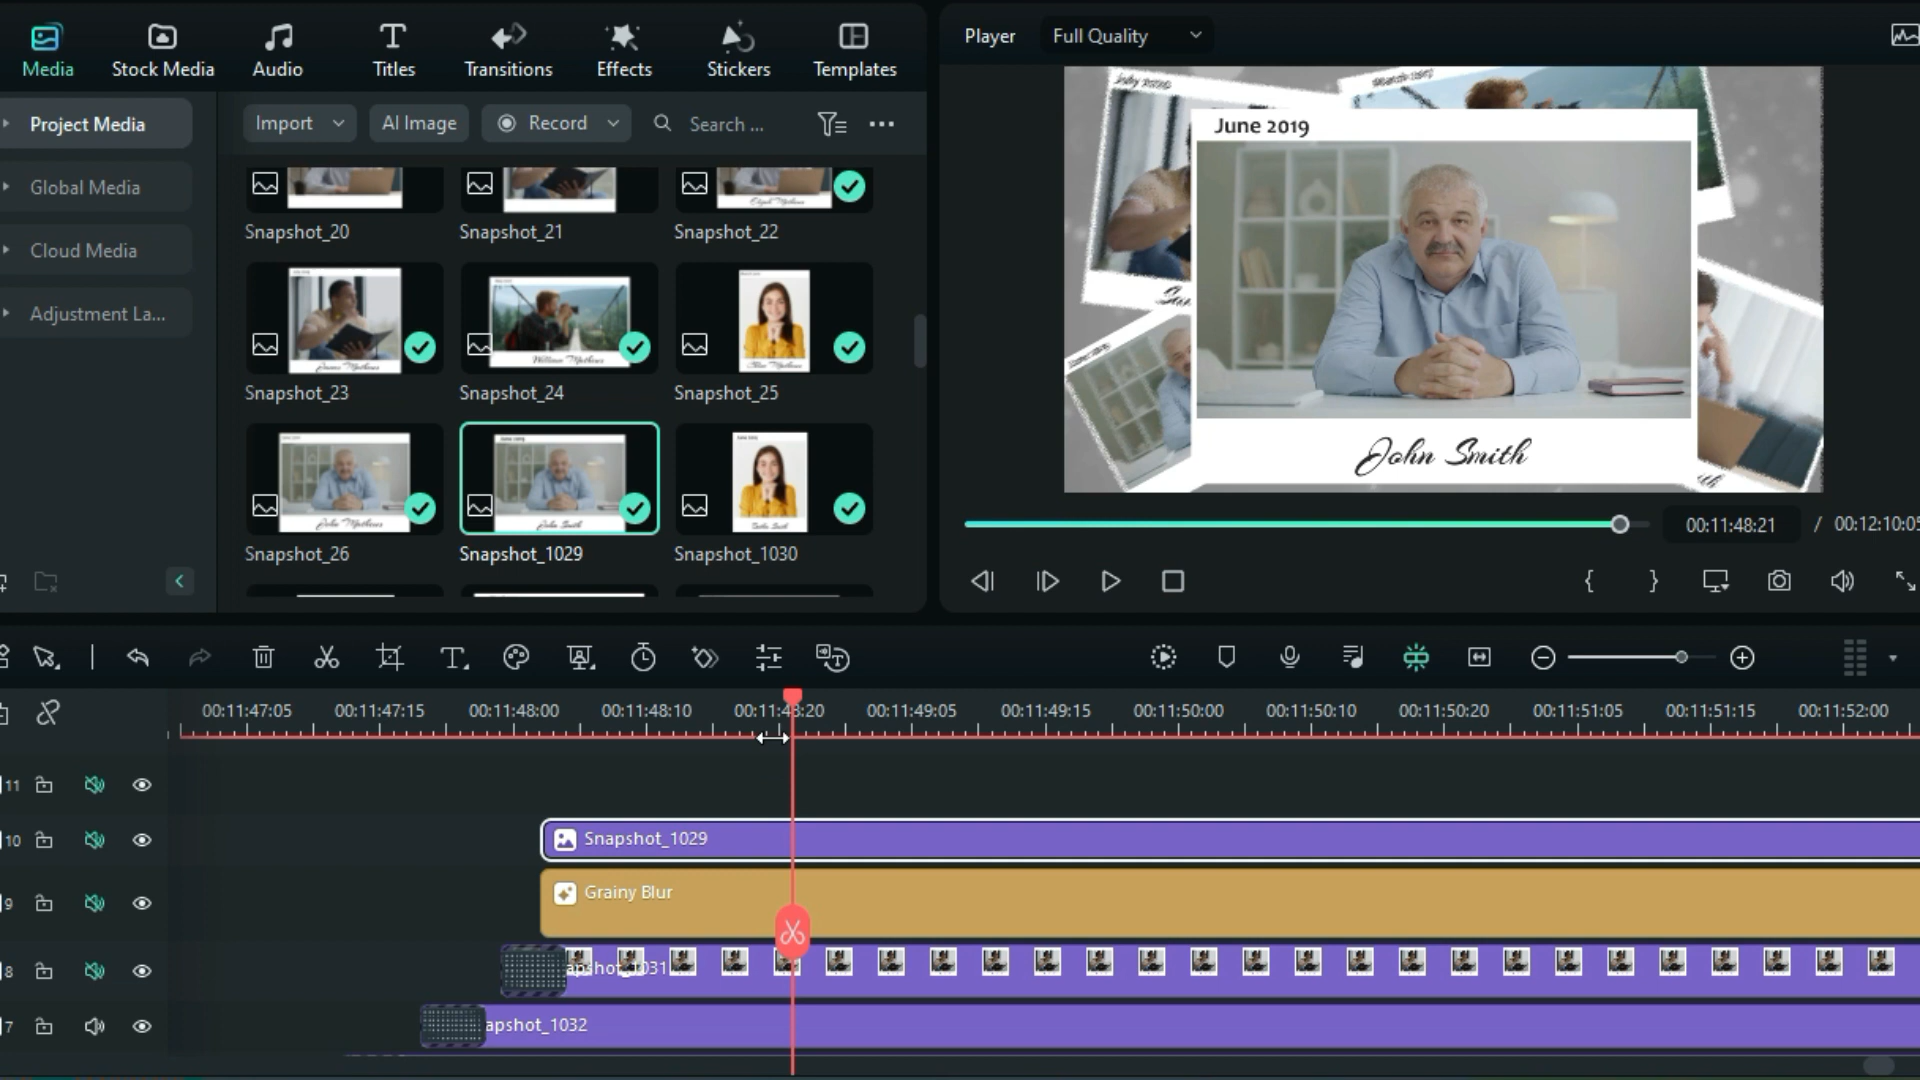 Media
Stock Media
Audio
Titles
Transitions
Effects
Stickers
Templates
Player
Full Quality
Project Media
Global Media
Cloud Media
Adjustment La...
Import
AI Image
Record
Search ...
Snapshot_20
Snapshot_21
Snapshot_22
Snapshot_23
Snapshot_24
Snapshot_25
Snapshot_26
Snapshot_1029
Snapshot_1030
June 2019
John Smith
00:11:48:21 / 00:12:10:05
00:11:47:05
00:11:47:15
00:11:48:00
00:11:48:10
00:11:48:20
00:11:49:05
00:11:49:15
00:11:50:00
00:11:50:10
00:11:50:20
00:11:51:05
00:11:51:15
00:11:52:00
11
10
Snapshot_1029
9
Grainy Blur
8
apshot_1031
7
apshot_1032